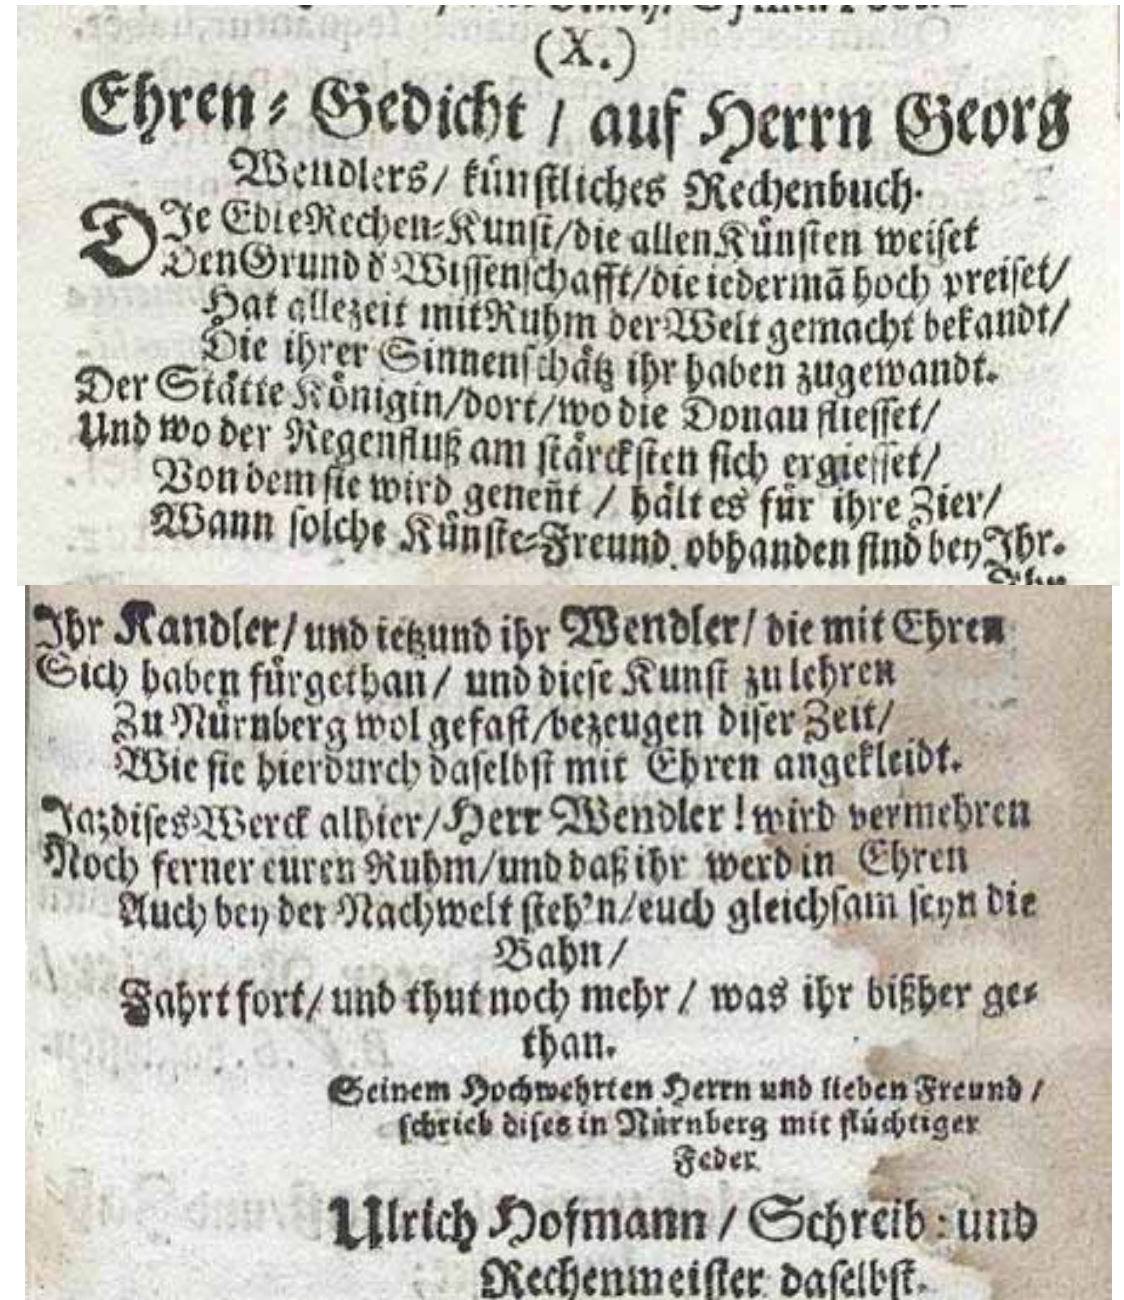 (X.)
Ehren-Gedicht / auf Herrn Georg
Wendlers / künstliches Rechenbuch.
DIe Edle Rechen-Kunst/die allen Künsten weiset
Den Grund d Wissenschafft/die iedermã hoch preiset/
Hat allezeit mit Ruhm der Welt gemacht bekandt/
Die ihrer Sinnenschätz ihr haben zugewandt.
Der Stätte Königin/dort/wo die Donau fliesset/
Und wo der Regenfluß am stärcksten sich ergiesset/
Von dem sie wird geneñt / hält es für ihre Zier/
Wann solche Künste-Freund obhanden sind bey Ihr.
Ihr Kandler/ und ietzund ihr Wendler/ die mit Ehren
Sich haben fürgethan/ und diese Kunst zu lehren
Zu Nürnberg wol gefast/bezeugen diser Zeit/
Wie sie hierdurch daselbst mit Ehren angekleidt.
Ja; dises Werck alhier/Herr Wendler! wird vermehren
Noch ferner euren Ruhm/und daß ihr werd in Ehren
Auch bey der Nachwelt steh'n/euch gleichsam seyn die
Bahn/
Fahrt fort/ und thut noch mehr / was ihr bißher ge-
than.
Seinem Hochwehrten Herrn und lieben Freund /
schrieb dises in Nürnberg mit flüchtiger
Feder
Ulrich Hofmann / Schreib- und
Rechenmeister daselbst.